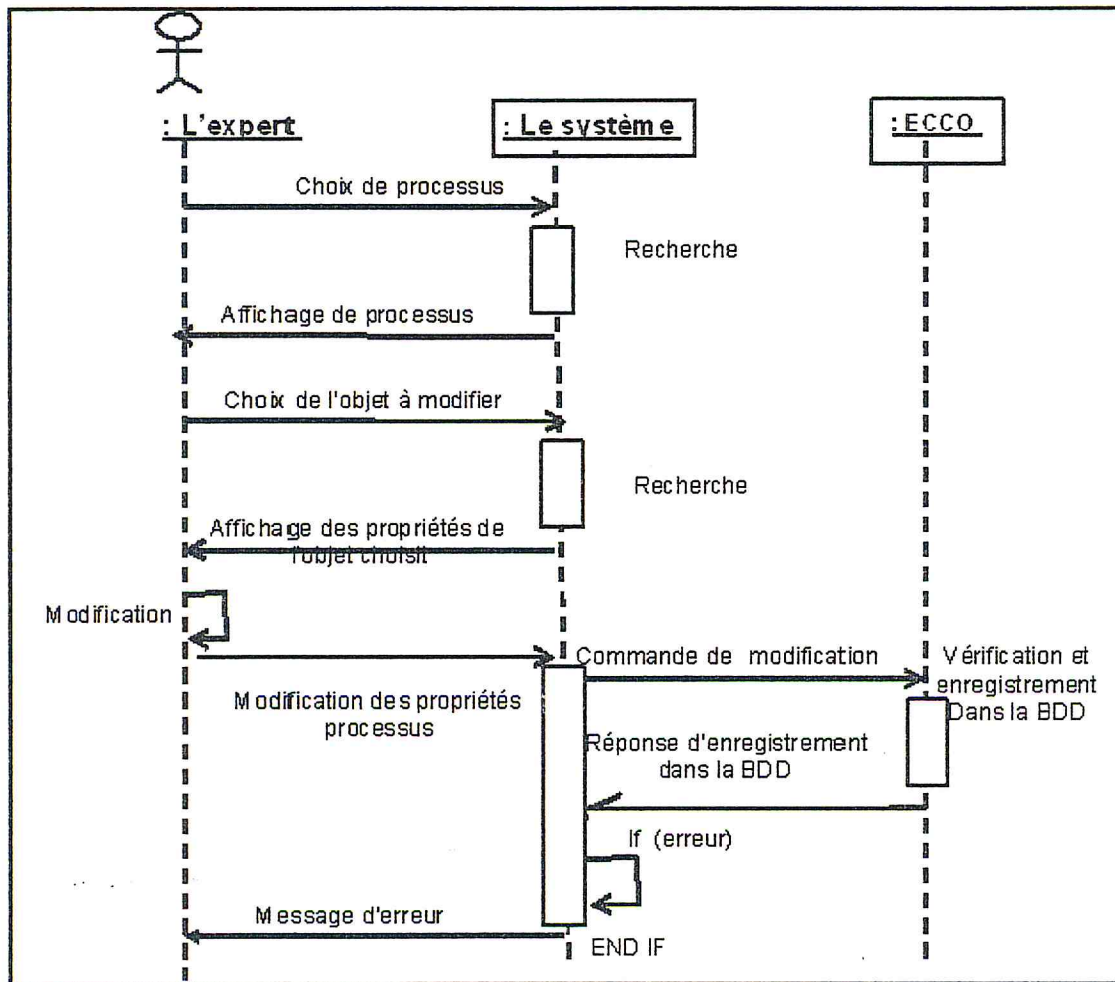 : L'expert
: Le système
: ECCO
Choix de processus
Recherche
Affichage de processus
Choix de l'objet à modifier
Recherche
Affichage des propriétés de
l'objet choisit
Modification
Commande de modification
Vérification et
enregistrement
Dans la BDD
Modification des propriétés
processus
Réponse d'enregistrement
dans la BDD
If (erreur)
Message d'erreur
END IF